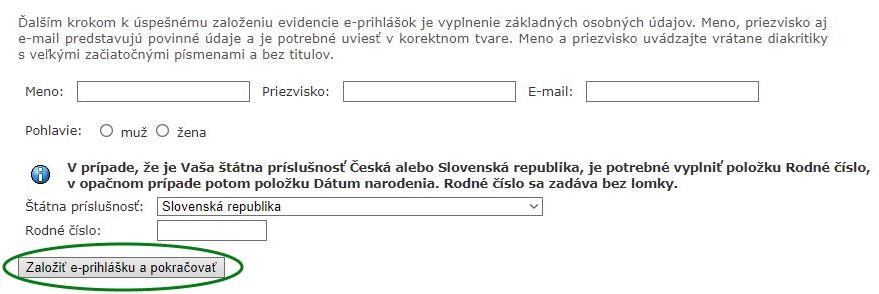 Ďalším krokom k úspešnému založeniu evidencie e-prihlášok je vyplnenie základných osobných údajov. Meno, priezvisko aj
e-mail predstavujú povinné údaje a je potrebné uviesť v korektnom tvare. Meno a priezvisko uvádzajte vrátane diakritiky
s veľkými začiatočnými písmenami a bez titulov.
Meno: Priezvisko: E-mail:
Pohlavie: muž žena
V prípade, že je Vaša štátna príslušnosť Česká alebo Slovenská republika, je potrebné vyplniť položku Rodné číslo,
v opačnom prípade potom položku Dátum narodenia. Rodné číslo sa zadáva bez lomky.
Štátna príslušnosť: Slovenská republika
Rodné číslo:
Založiť e-prihlášku a pokračovať